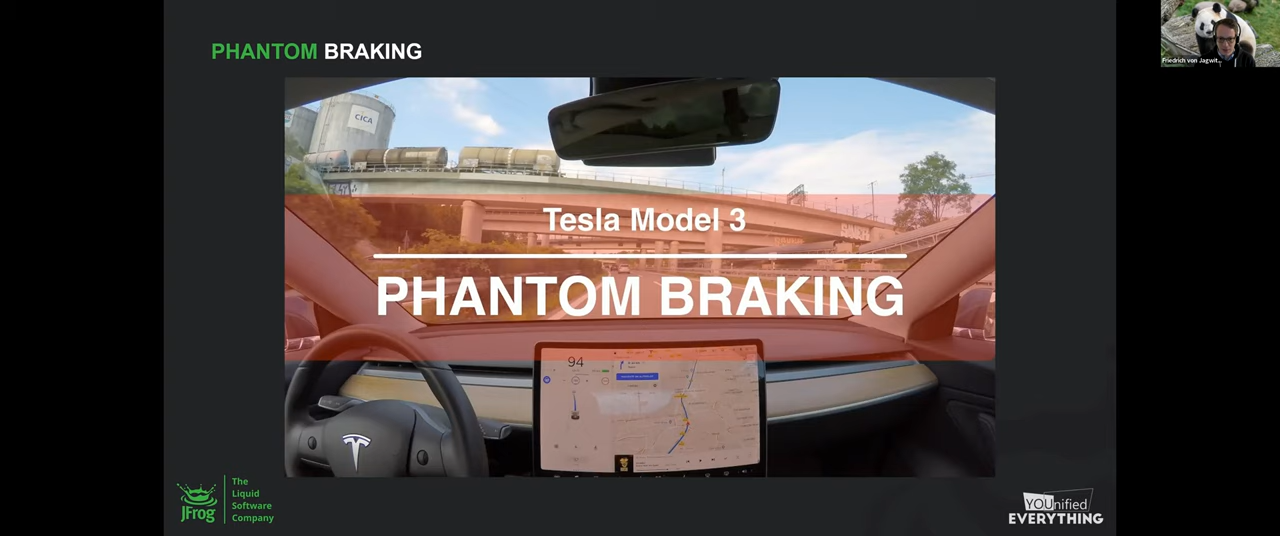 PHANTOM BRAKING
Friedrich von Jagwit...
CICA
Tesla Model 3
PHANTOM BRAKING
94
JFrog
The
Liquid
Software
Company
YOUnified
EVERYTHING